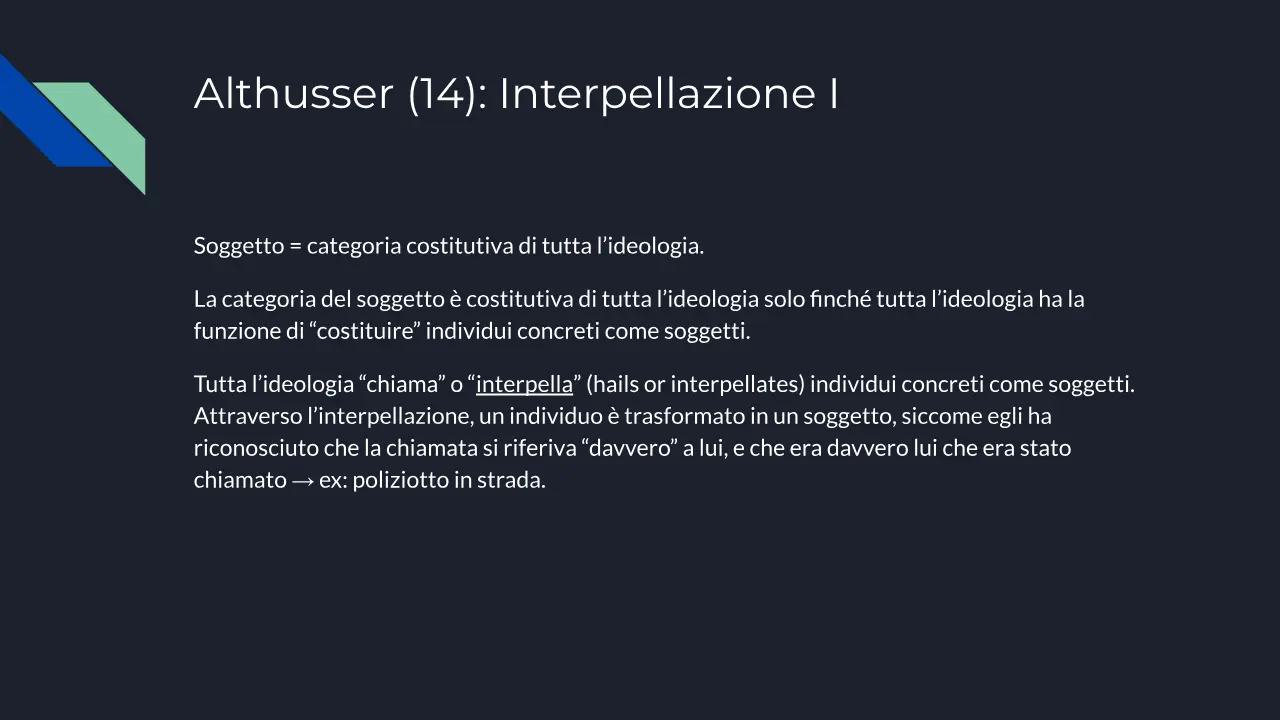 Althusser (14): Interpellazione I
Soggetto = categoria costitutiva di tutta l’ideologia.
La categoria del soggetto è costitutiva di tutta l’ideologia solo finché tutta l’ideologia ha la
funzione di “costituire” individui concreti come soggetti.
Tutta l’ideologia “chiama” o “interpella” (hails or interpellates) individui concreti come soggetti.
Attraverso l’interpellazione, un individuo è trasformato in un soggetto, siccome egli ha
riconosciuto che la chiamata si riferiva “davvero” a lui, e che era davvero lui che era stato
chiamato → ex: poliziotto in strada.